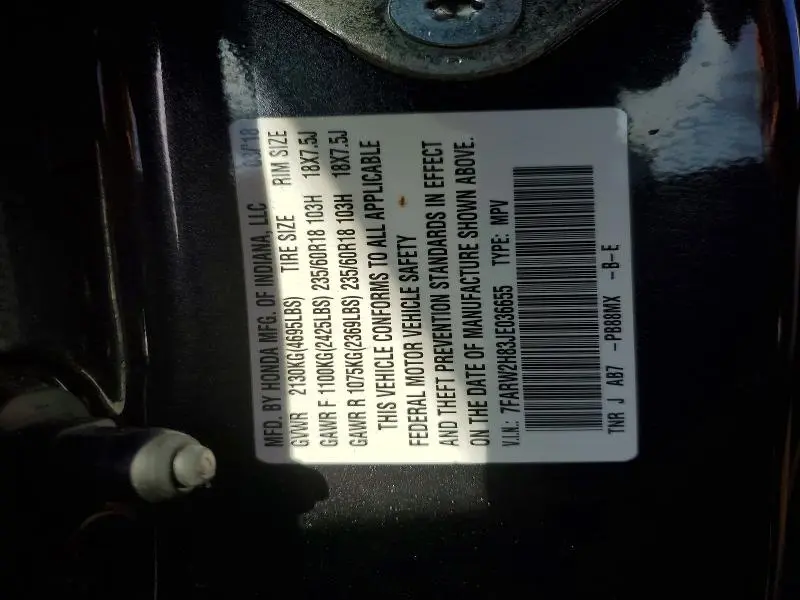 MFD. BY HONDA MFG. OF INDIANA, LLC 03/18
GVWR 2130KG(4695LBS) TIRE SIZE RIM SIZE
GAWR F 1100KG(2425LBS) 235/60R18 103H 18X7.5J
GAWR R 1075KG(2369LBS) 235/60R18 103H 18X7.5J
THIS VEHICLE CONFORMS TO ALL APPLICABLE
FEDERAL MOTOR VEHICLE SAFETY
AND THEFT PREVENTION STANDARDS IN EFFECT
ON THE DATE OF MANUFACTURE SHOWN ABOVE.
V.I.N.: 7FARW2H83JE036655 TYPE: MPV
TNR J AB7 -PB88MX -B-E